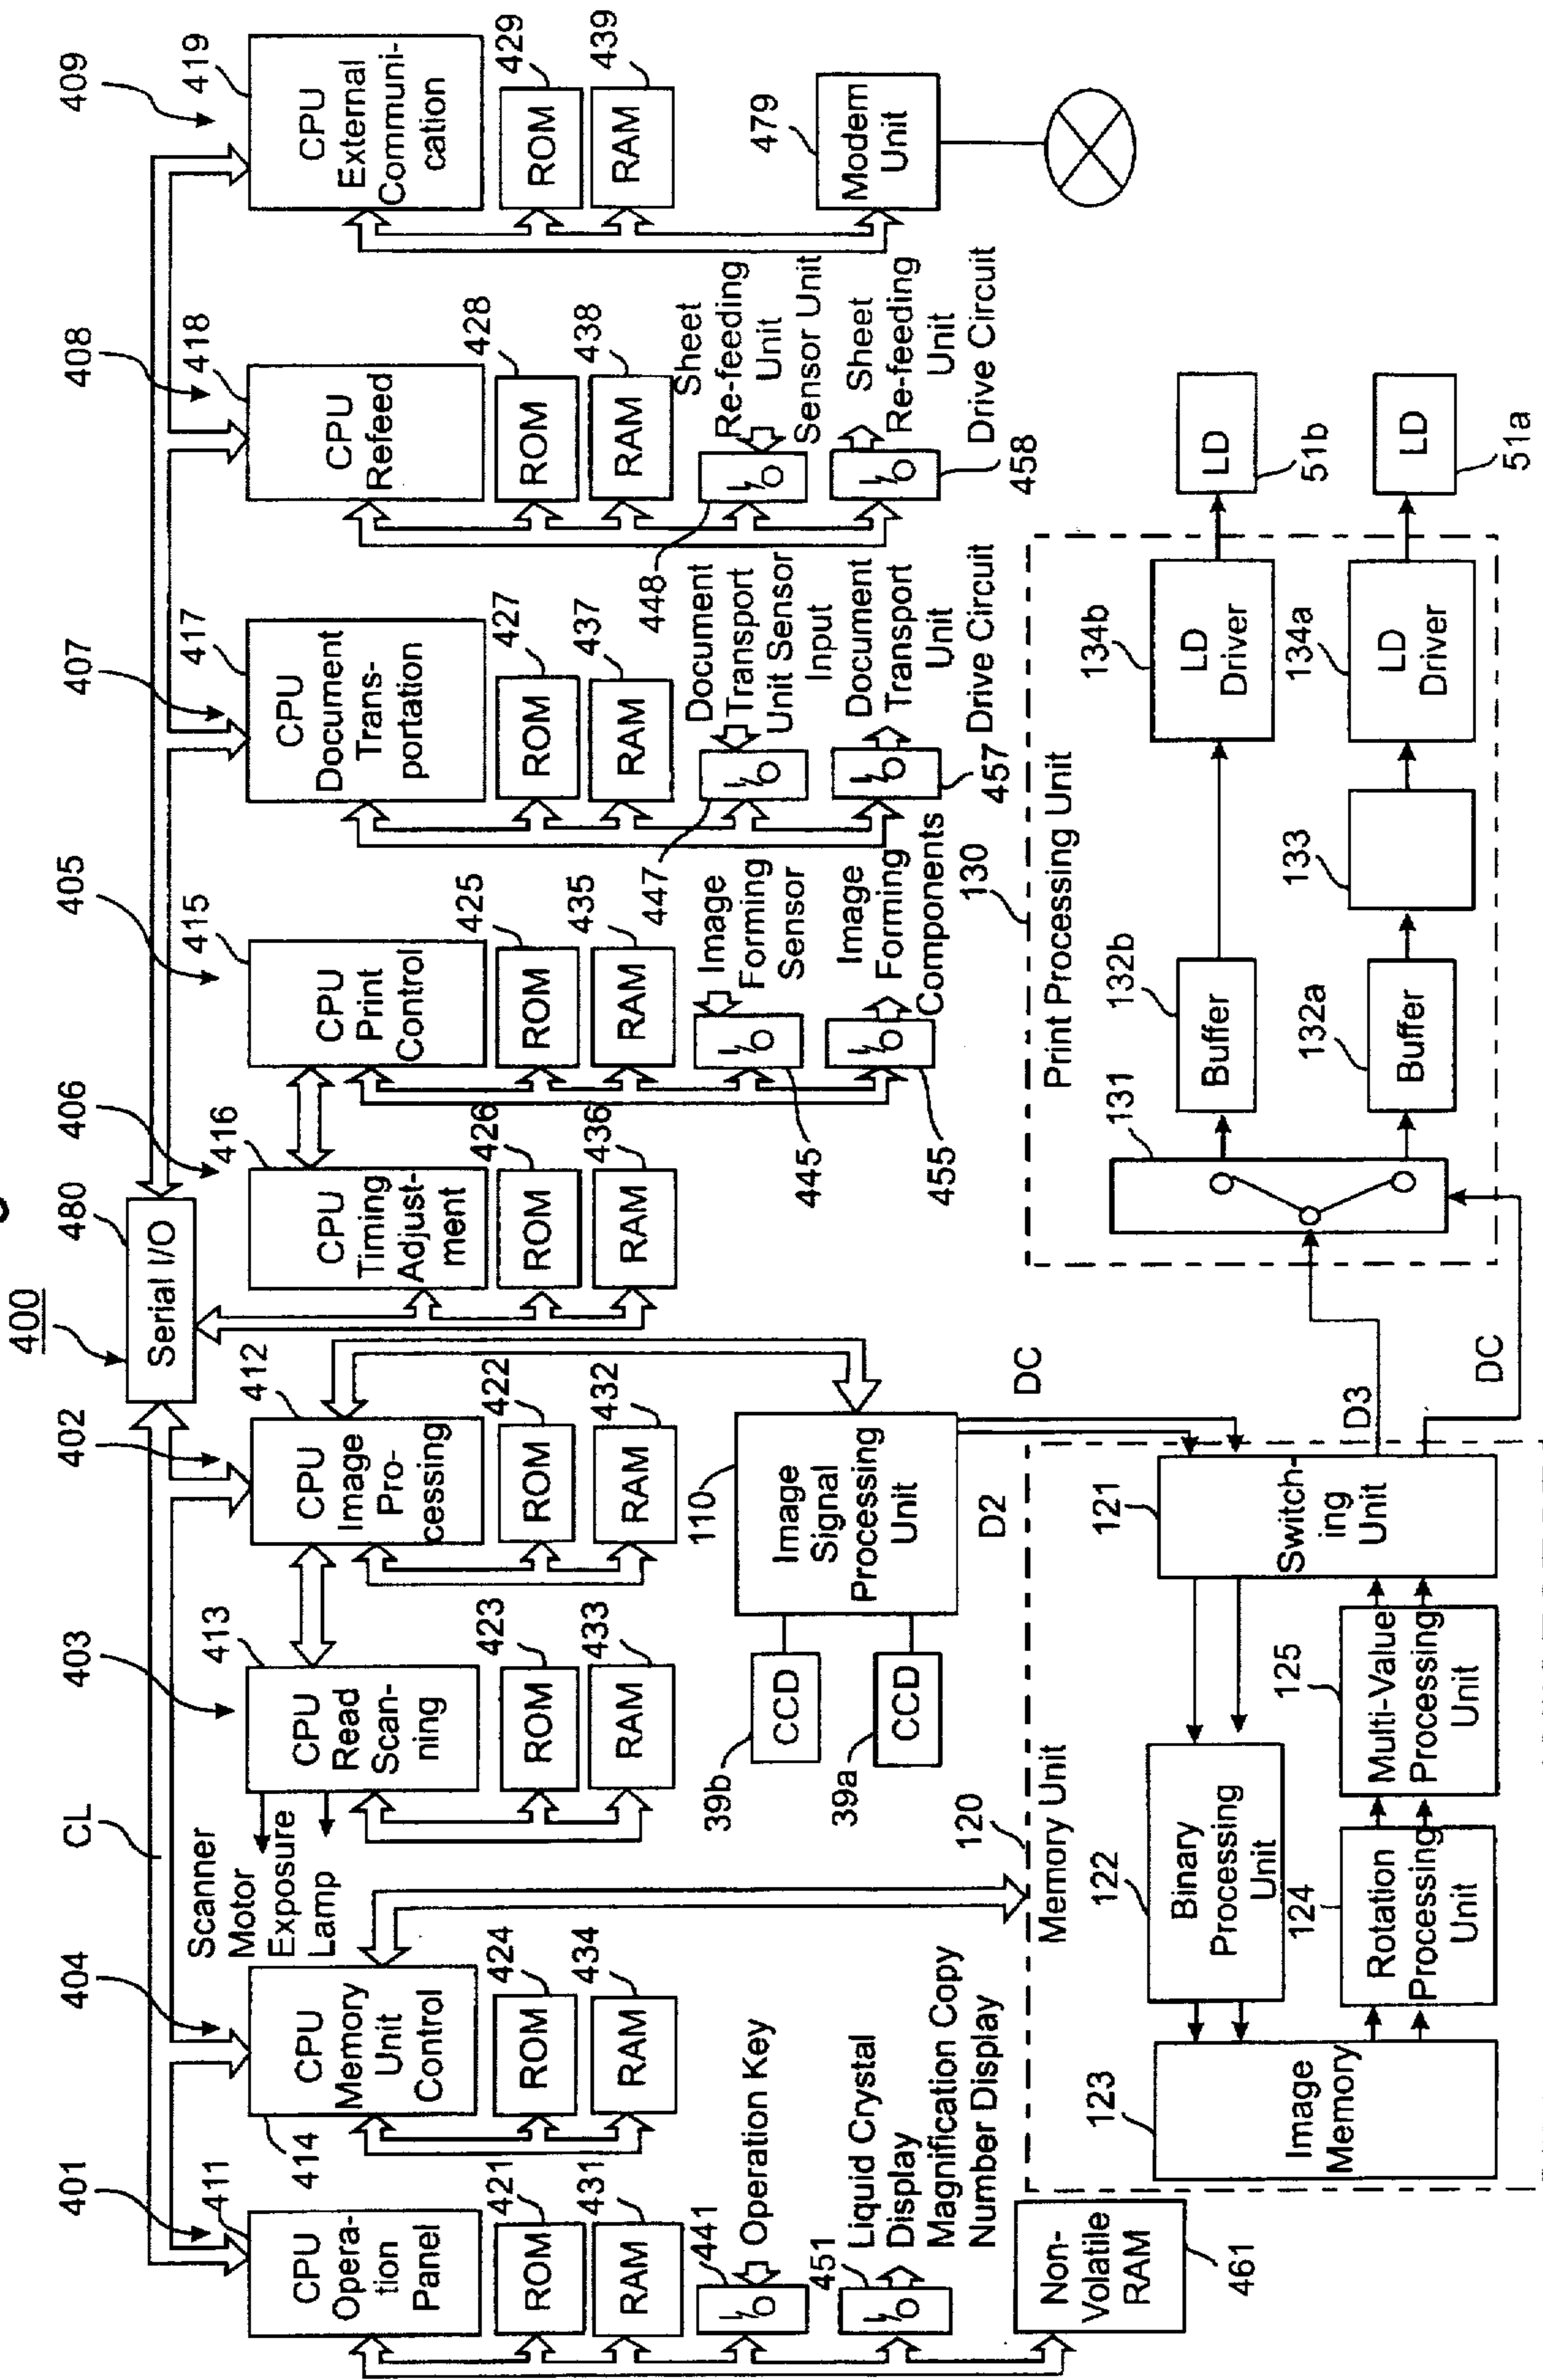 400
480
Serial I/O
CL
401
411
CPU
Opera-
tion
Panel
421
ROM
431
RAM
441
I/O
Operation Key
451
I/O
Liquid Crystal
Display
Magnification Copy
Number Display
Non-
Volatile
RAM
461
404
414
CPU
Memory
Unit
Control
424
ROM
434
RAM
403
413
CPU
Read
Scan-
ning
Scanner
Motor
Exposure
Lamp
423
ROM
433
RAM
402
412
CPU
Image
Pro-
cessing
422
ROM
432
RAM
406
416
CPU
Timing
Adjust-
ment
426
ROM
436
RAM
405
415
CPU
Print
Control
425
ROM
435
RAM
445
I/O
Image
Forming
Sensor
455
I/O
Image
Forming
Components
407
417
CPU
Document
Trans-
portation
427
ROM
437
RAM
447
I/O
Document
Transport
Unit Sensor
Input
457
I/O
Document
Transport
Unit
Drive Circuit
408
418
CPU
Refeed
428
ROM
438
RAM
448
I/O
Sheet
Re-feeding
Unit
Sensor Unit
458
I/O
Sheet
Re-feeding
Unit
Drive Circuit
409
419
CPU
External
Communi-
cation
429
ROM
439
RAM
479
Modem
Unit
39b
CCD
39a
CCD
110
Image
Signal
Processing
Unit
D2
DC
120
Memory Unit
123
Image
Memory
122
Binary
Processing
Unit
124
Rotation
Processing
Unit
125
Multi-Value
Processing
Unit
121
Switch-
ing
Unit
D3
DC
130
Print Processing Unit
131
132b
Buffer
132a
Buffer
133
134b
LD
Driver
134a
LD
Driver
LD
51b
LD
51a